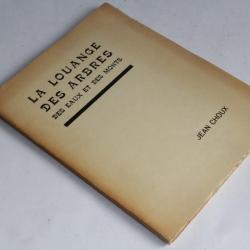 LA LOUANGE
DES ARBRES
DES EAUX ET DES MONTS
JEAN CHOUX